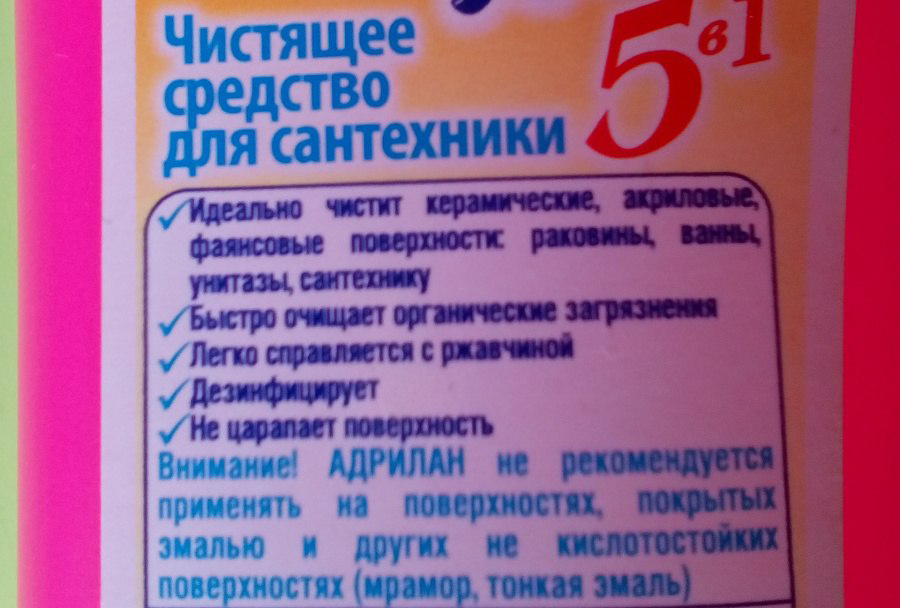 Чистящее
средство
для сантехники
5 в 1
Идеально чистит керамические, акриловые,
фаянсовые поверхности: раковины, ванны,
унитазы, сантехнику
Быстро очищает органические загрязнения
Легко справляется с ржавчиной
Дезинфицирует
Не царапает поверхность
Внимание! АДРИЛАН не рекомендуется
применять на поверхностях, покрытых
эмалью и других не кислотостойких
поверхностях (мрамор, тонкая эмаль)